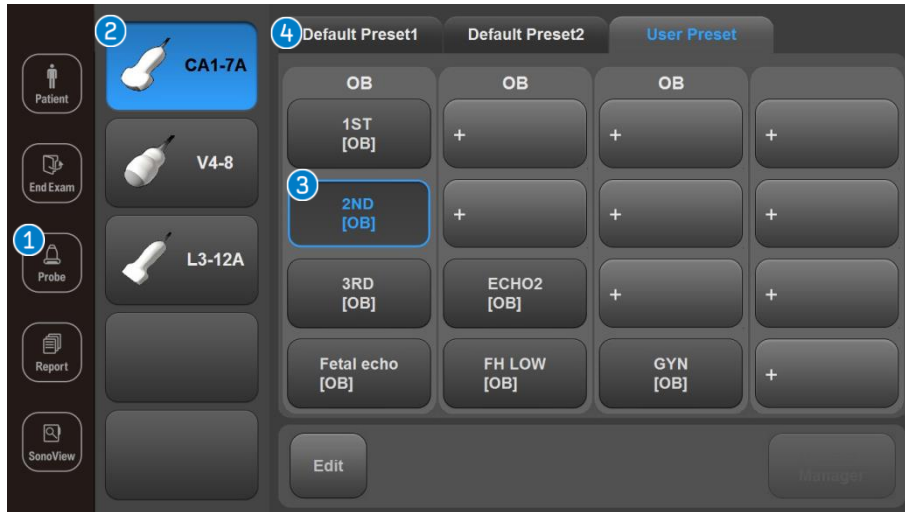 Patient
End Exam
1
Probe
Report
SonoView
2
CA1-7A
V4-8
L3-12A
4
Default Preset1
Default Preset2
User Preset
OB
OB
OB
1ST
[OB]
+
+
+
3
2ND
[OB]
+
+
+
3RD
[OB]
ECHO2
[OB]
+
+
Fetal echo
[OB]
FH LOW
[OB]
GYN
[OB]
+
Edit
Manager